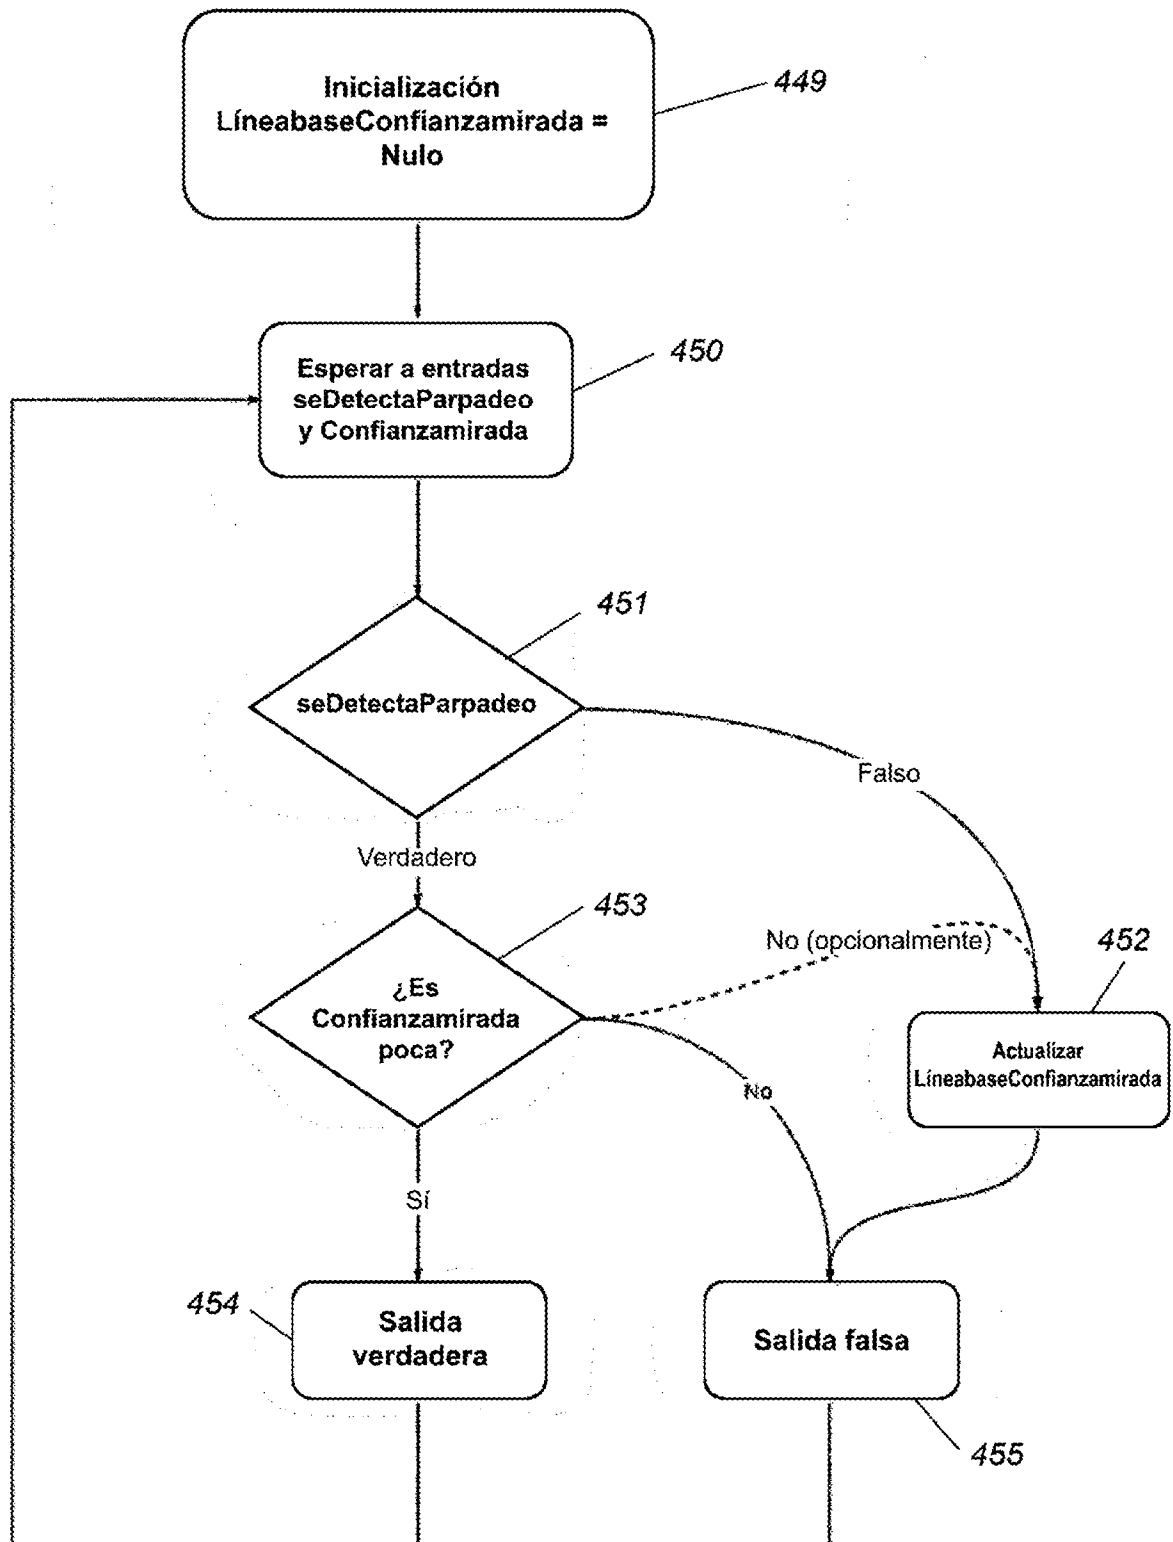 Inicialización
LíneabaseConfianzamirada =
Nulo
449
Esperar a entradas
seDetectaParpadeo
y Confianzamirada
450
451
seDetectaParpadeo
Falso
Verdadero
453
No (opcionalmente)
452
¿Es
Confianzamirada
poca?
Actualizar
LíneabaseConfianzamirada
No
Sí
454
Salida
verdadera
Salida falsa
455